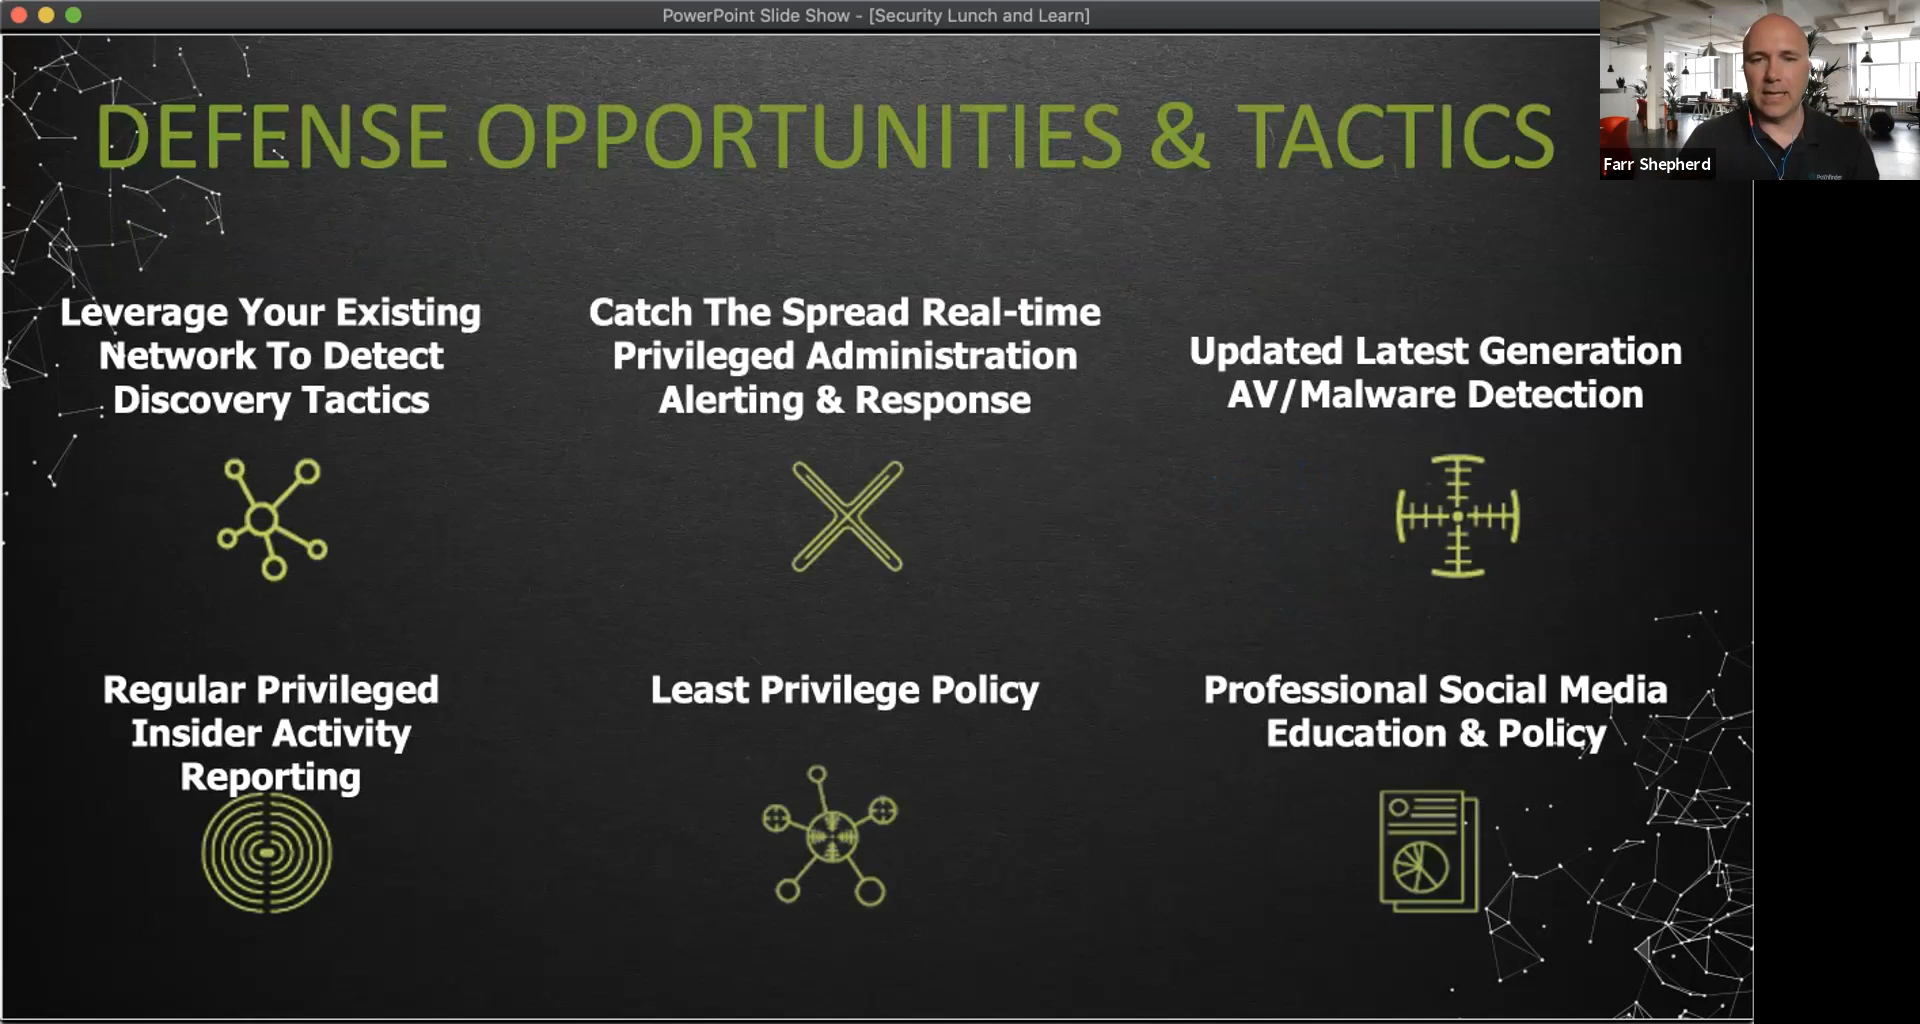 PowerPoint Slide Show - [Security Lunch and Learn]
DEFENSE OPPORTUNITIES & TACTICS
Farr Shepherd
Pathfinder
Leverage Your Existing
Network To Detect
Discovery Tactics
Catch The Spread Real-time
Privileged Administration
Alerting & Response
Updated Latest Generation
AV/Malware Detection
Regular Privileged
Insider Activity
Reporting
Least Privilege Policy
Professional Social Media
Education & Policy